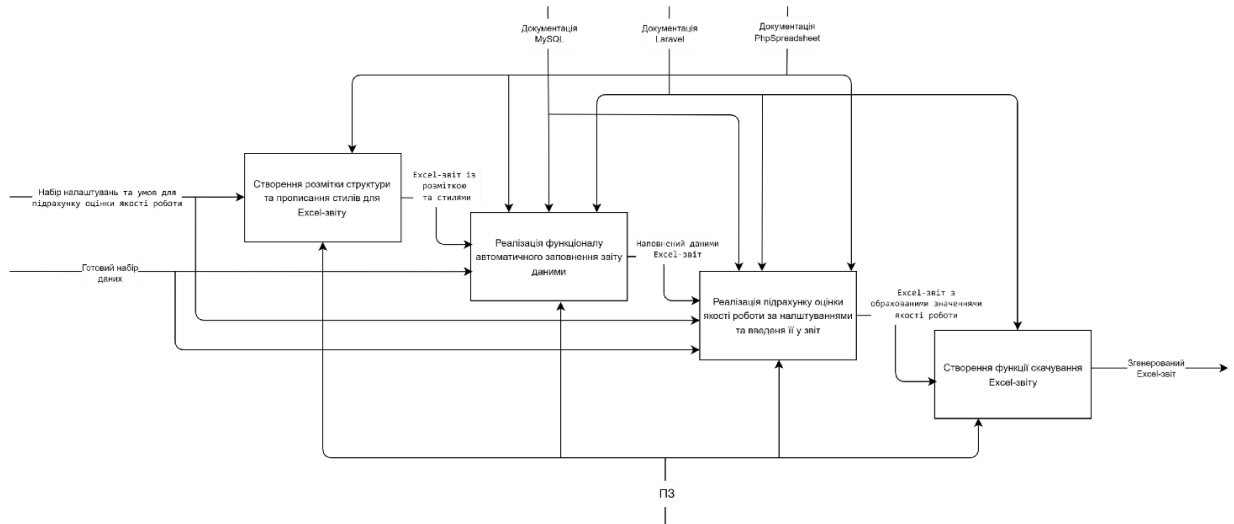 Документація
MySQL
Документація
Laravel
Документація
PhpSpreadsheet
Набір налаштувань та умов для
підрахунку оцінки якості роботи
Створення розмітки структури
та прописання стилів для
Excel-звіту
Excel-звіт із
розміткою
та стилями
Готовий набір
даних
Реалізація функціоналу
автоматичного заповнення звіту
даними
Наповнений даними
Excel-звіт
Реалізація підрахунку оцінки
якості роботи за налштуваннями
та введеня її у звіт
Excel-звіт з
обрахованими значеннями
якості роботи
Створення функції скачування
Excel-звіту
Згенерований
Excel-звіт
ПЗ